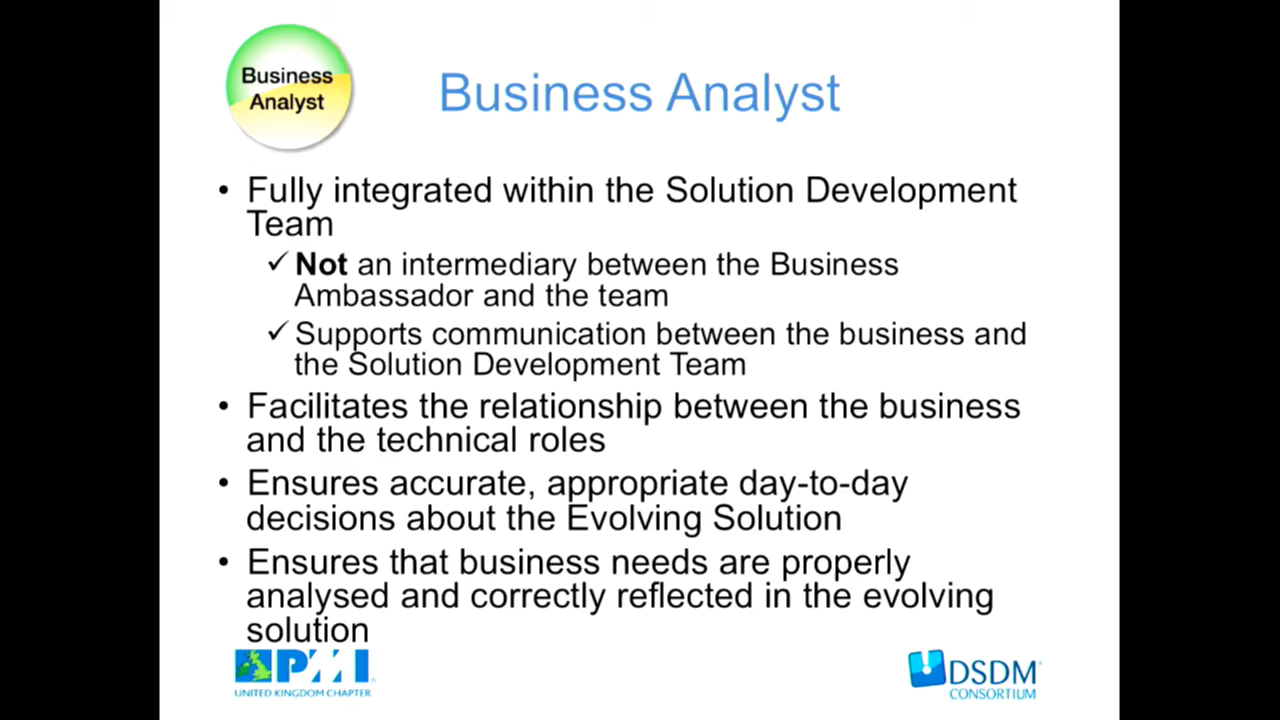 Business
Analyst
Business Analyst
• Fully integrated within the Solution Development
Team
✓ Not an intermediary between the Business
Ambassador and the team
✓ Supports communication between the business and
the Solution Development Team
• Facilitates the relationship between the business
and the technical roles
• Ensures accurate, appropriate day-to-day
decisions about the Evolving Solution
• Ensures that business needs are properly
analysed and correctly reflected in the evolving
solution
PMI
UNITED KINGDOM CHAPTER
DSDM
CONSORTIUM